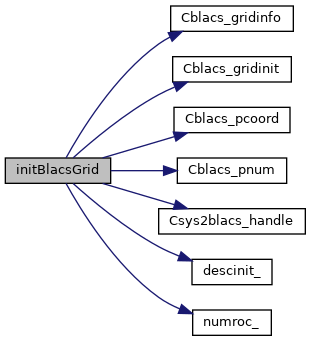 Cblacs_gridinfo
Cblacs_gridinit
Cblacs_pcoord
initBlacsGrid
Cblacs_pnum
Csys2blacs_handle
descinit_
numroc_